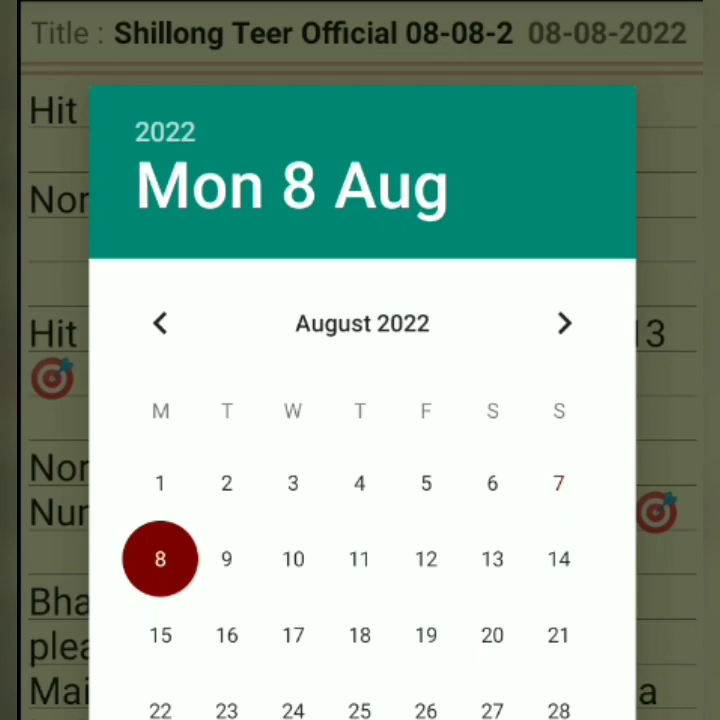 Title : Shillong Teer Official 08-08-2 08-08-2022
Hit
2022
Mon 8 Aug
Nor
August 2022
Hit 13
M T W T F S S
Nor
1 2 3 4 5 6 7
Nur
8 9 10 11 12 13 14
Bha
plea
15 16 17 18 19 20 21
Mai a
22 23 24 25 26 27 28